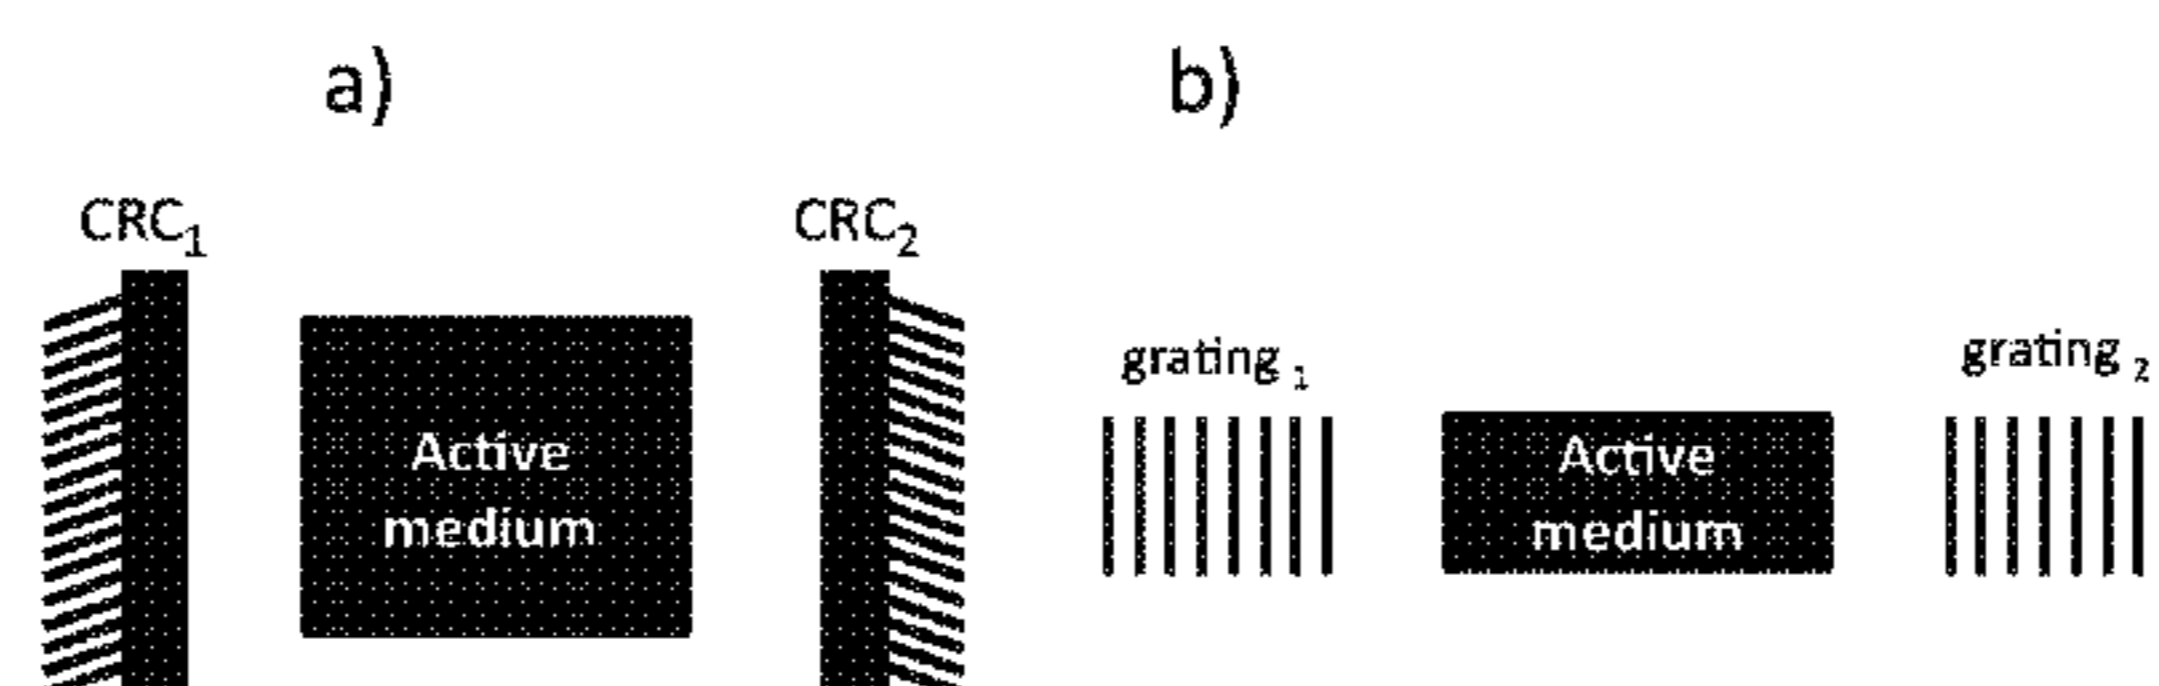 a)
b)
CRC1
CRC2
grating 1
grating 2
Active
medium
Active
medium